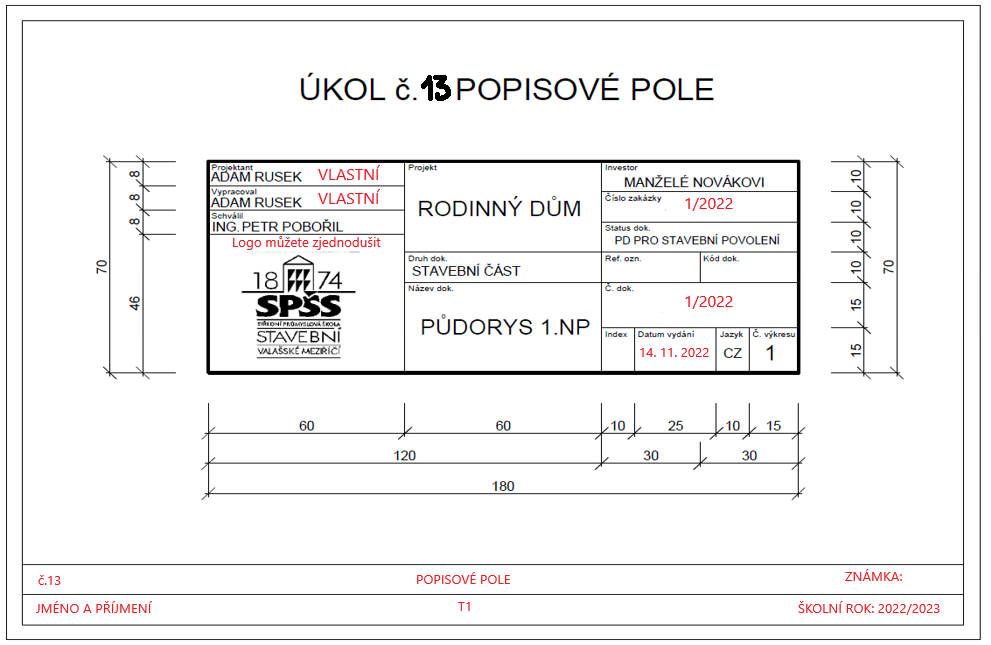 ÚKOL č.13 POPISOVÉ POLE
Projektant
ADAM RUSEK VLASTNÍ
Vypracoval
ADAM RUSEK VLASTNÍ
Schválil
ING. PETR POBOŘIL
Logo můžete zjednodušit
18 74
SPŠS
STŘEDNÍ PRŮMYSLOVÁ ŠKOLA
STAVEBNÍ
VALAŠSKÉ MEZIŘÍČÍ
Projekt
RODINNÝ DŮM
Druh dok.
STAVEBNÍ ČÁST
Název dok.
PŮDORYS 1.NP
Investor
MANŽELÉ NOVÁKOVI
Číslo zakázky
1/2022
Status dok.
PD PRO STAVEBNÍ POVOLENÍ
Ref. ozn. Kód dok.
Č. dok.
1/2022
Index Datum vydání Jazyk Č. výkresu
14. 11. 2022 CZ 1
70
8
8
8
46
10
10
10
10
15
15
70
60 60 10 25 10 15
120 30 30
180
č.13 POPISOVÉ POLE ZNÁMKA:
JMÉNO A PŘÍJMENÍ T1 ŠKOLNÍ ROK: 2022/2023